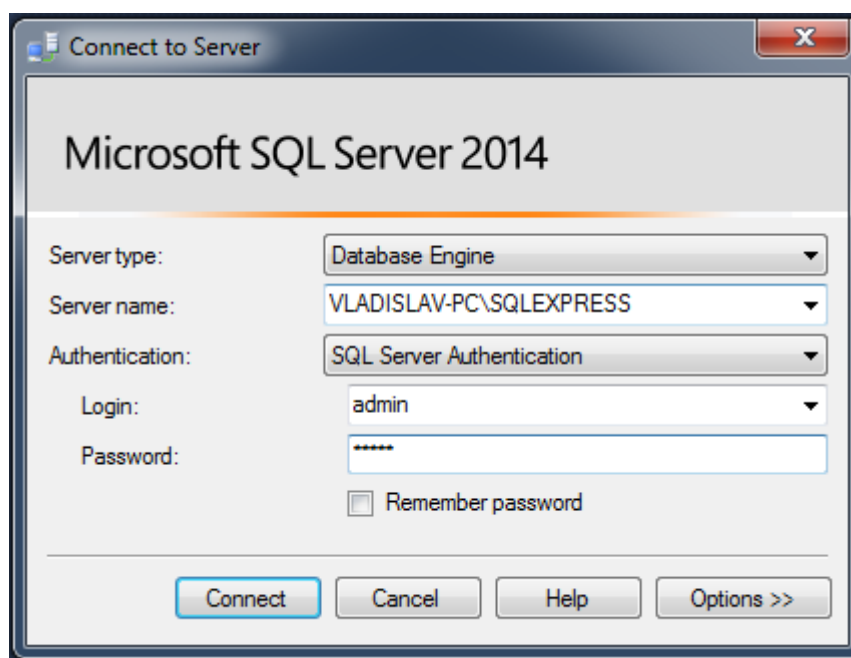 Connect to Server
Microsoft SQL Server 2014
Server type: Database Engine
Server name: VLADISLAV-PC\SQLEXPRESS
Authentication: SQL Server Authentication
Login: admin
Password: *****
Remember password
Connect Cancel Help Options >>